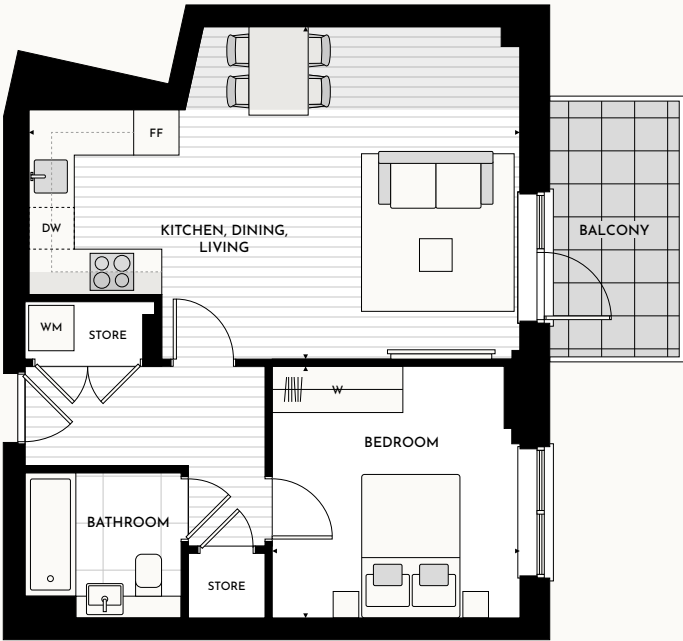 FF
DW
KITCHEN, DINING,
LIVING
BALCONY
WM
STORE
W
BEDROOM
BATHROOM
STORE